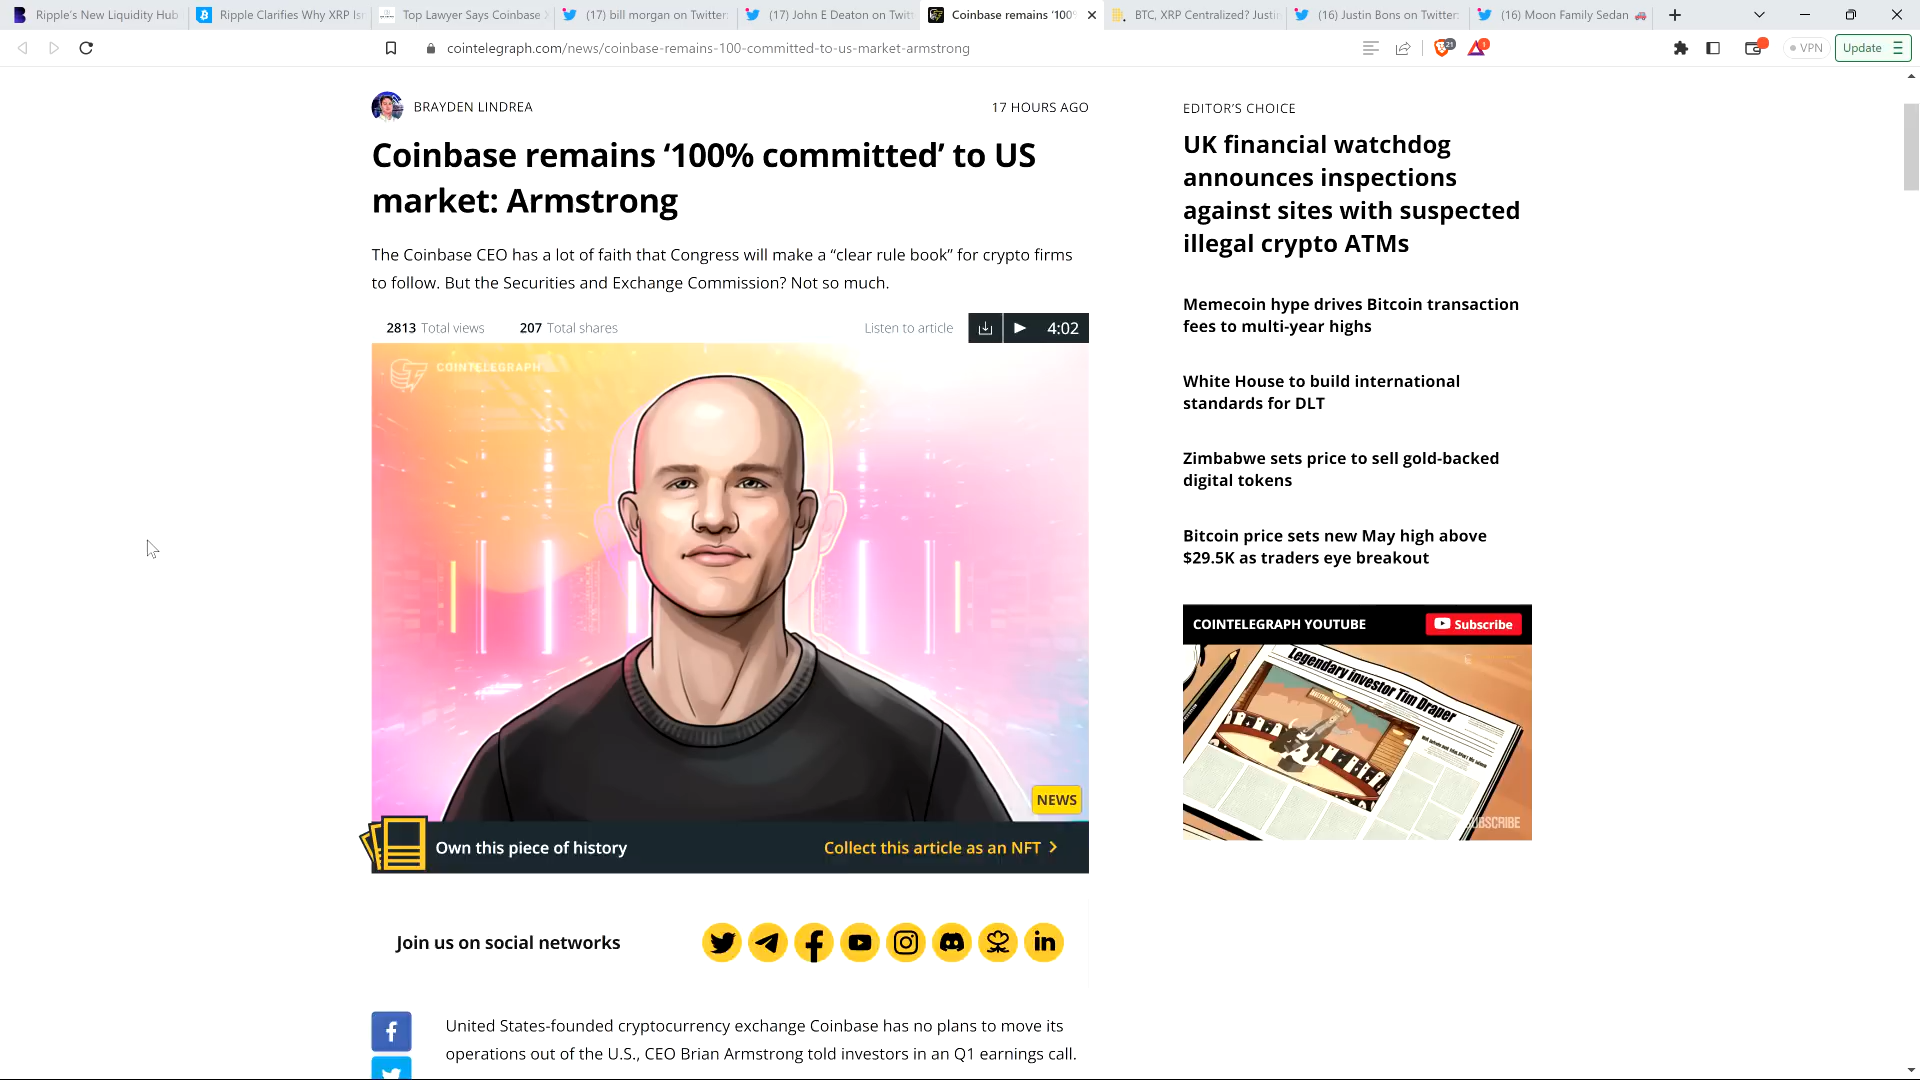 Ripple's New Liquidity Hub
Ripple Clarifies Why XRP Is
Top Lawyer Says Coinbase
(17) bill morgan on Twitter:
(17) John E Deaton on Twit
Coinbase remains '100%
BTC, XRP Centralized? Justin
(16) Justin Bons on Twitter:
(16) Moon Family Sedan
cointelegraph.com/news/coinbase-remains-100-committed-to-us-market-armstrong
21
1
VPN
Update
BRAYDEN LINDREA
17 HOURS AGO
Coinbase remains ‘100% committed’ to US
market: Armstrong
The Coinbase CEO has a lot of faith that Congress will make a “clear rule book” for crypto firms
to follow. But the Securities and Exchange Commission? Not so much.
2813 Total views
207 Total shares
Listen to article
4:02
COINTELEGRAPH
NEWS
Own this piece of history
Collect this article as an NFT
Join us on social networks
United States-founded cryptocurrency exchange Coinbase has no plans to move its
operations out of the U.S., CEO Brian Armstrong told investors in an Q1 earnings call.
EDITOR’S CHOICE
UK financial watchdog
announces inspections
against sites with suspected
illegal crypto ATMs
Memecoin hype drives Bitcoin transaction
fees to multi-year highs
White House to build international
standards for DLT
Zimbabwe sets price to sell gold-backed
digital tokens
Bitcoin price sets new May high above
$29.5K as traders eye breakout
COINTELEGRAPH YOUTUBE
Subscribe
Legendary Investor Tim Draper
SUBSCRIBE